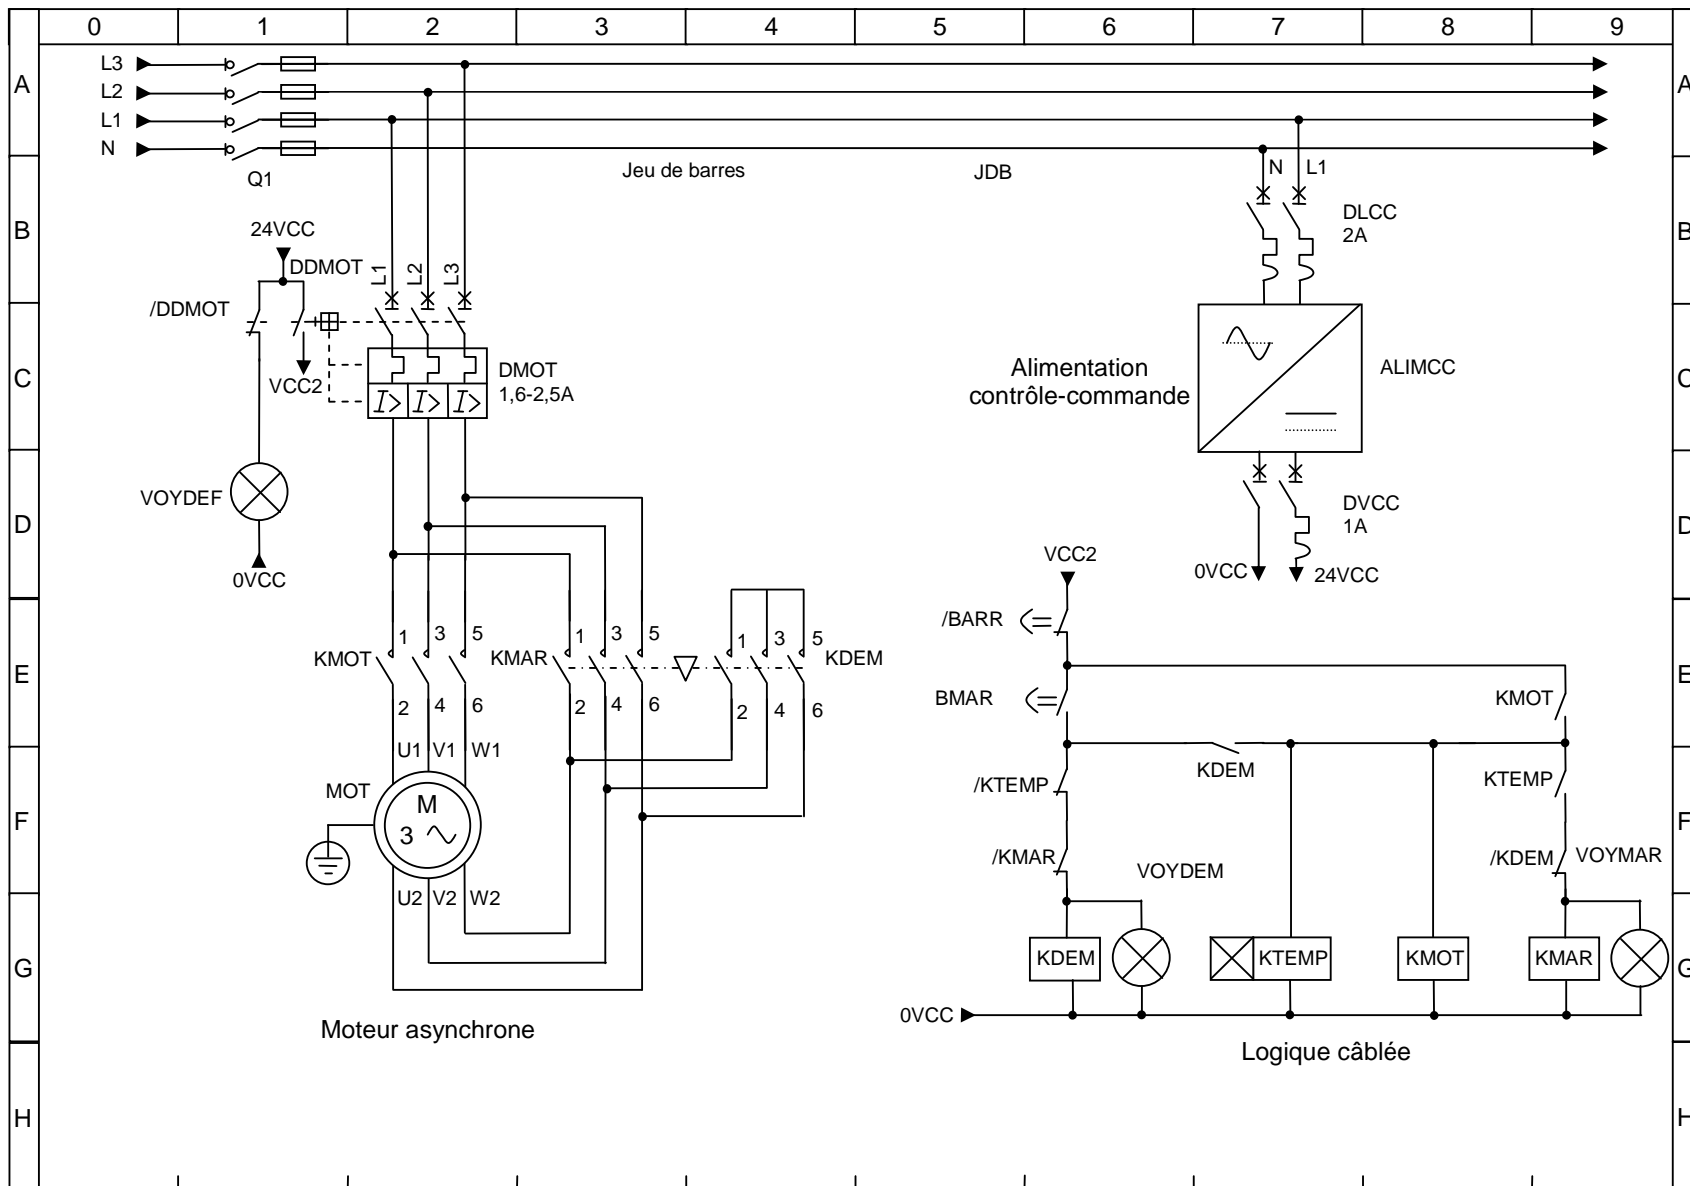 0 1 2 3 4 5 6 7 8 9
A L3 A
L2
L1
N
Q1 Jeu de barres JDB N L1
B 24VCC DLCC B
2A
DDMOT L1 L2 L3
/DDMOT
VCC2 DMOT
1,6-2,5A
I> I> I>
C Alimentation C
contrôle-commande
ALIMCC
VOYDEF
0VCC
D DVCC D
1A
VCC2 0VCC 24VCC
E KMOT 1 3 5 KMAR 1 3 5 1 3 5 KDEM E
2 4 6 2 4 6 2 4 6
/BARR
BMAR KMOT
U1 V1 W1
MOT M
3
F KDEM F
/KTEMP KTEMP
/KMAR VOYDEM /KDEM VOYMAR
U2 V2 W2
G KDEM KTEMP KMOT KMAR G
0VCC
Moteur asynchrone Logique câblée
H H